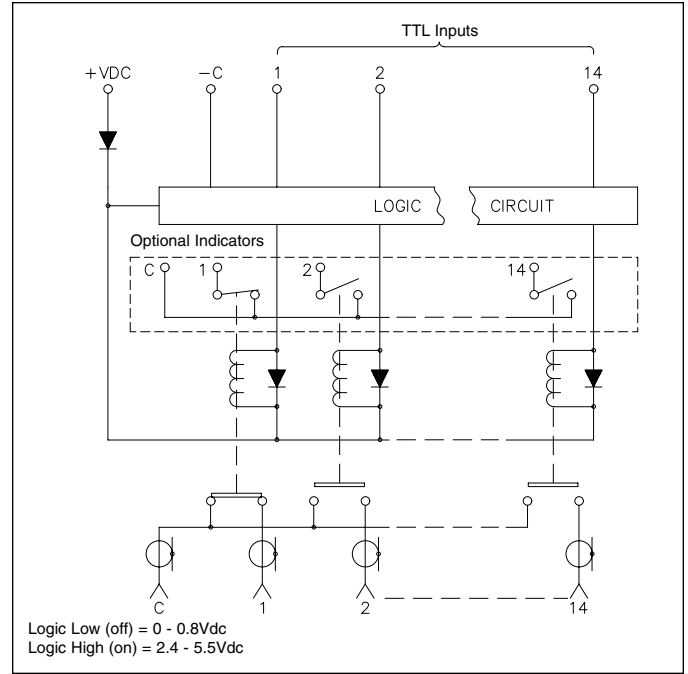 TTL Inputs
+VDC -C 1 2 14
LOGIC CIRCUIT
Optional Indicators
C 1 2 14
C 1 2 14
Logic Low (off) = 0 - 0.8Vdc
Logic High (on) = 2.4 - 5.5Vdc